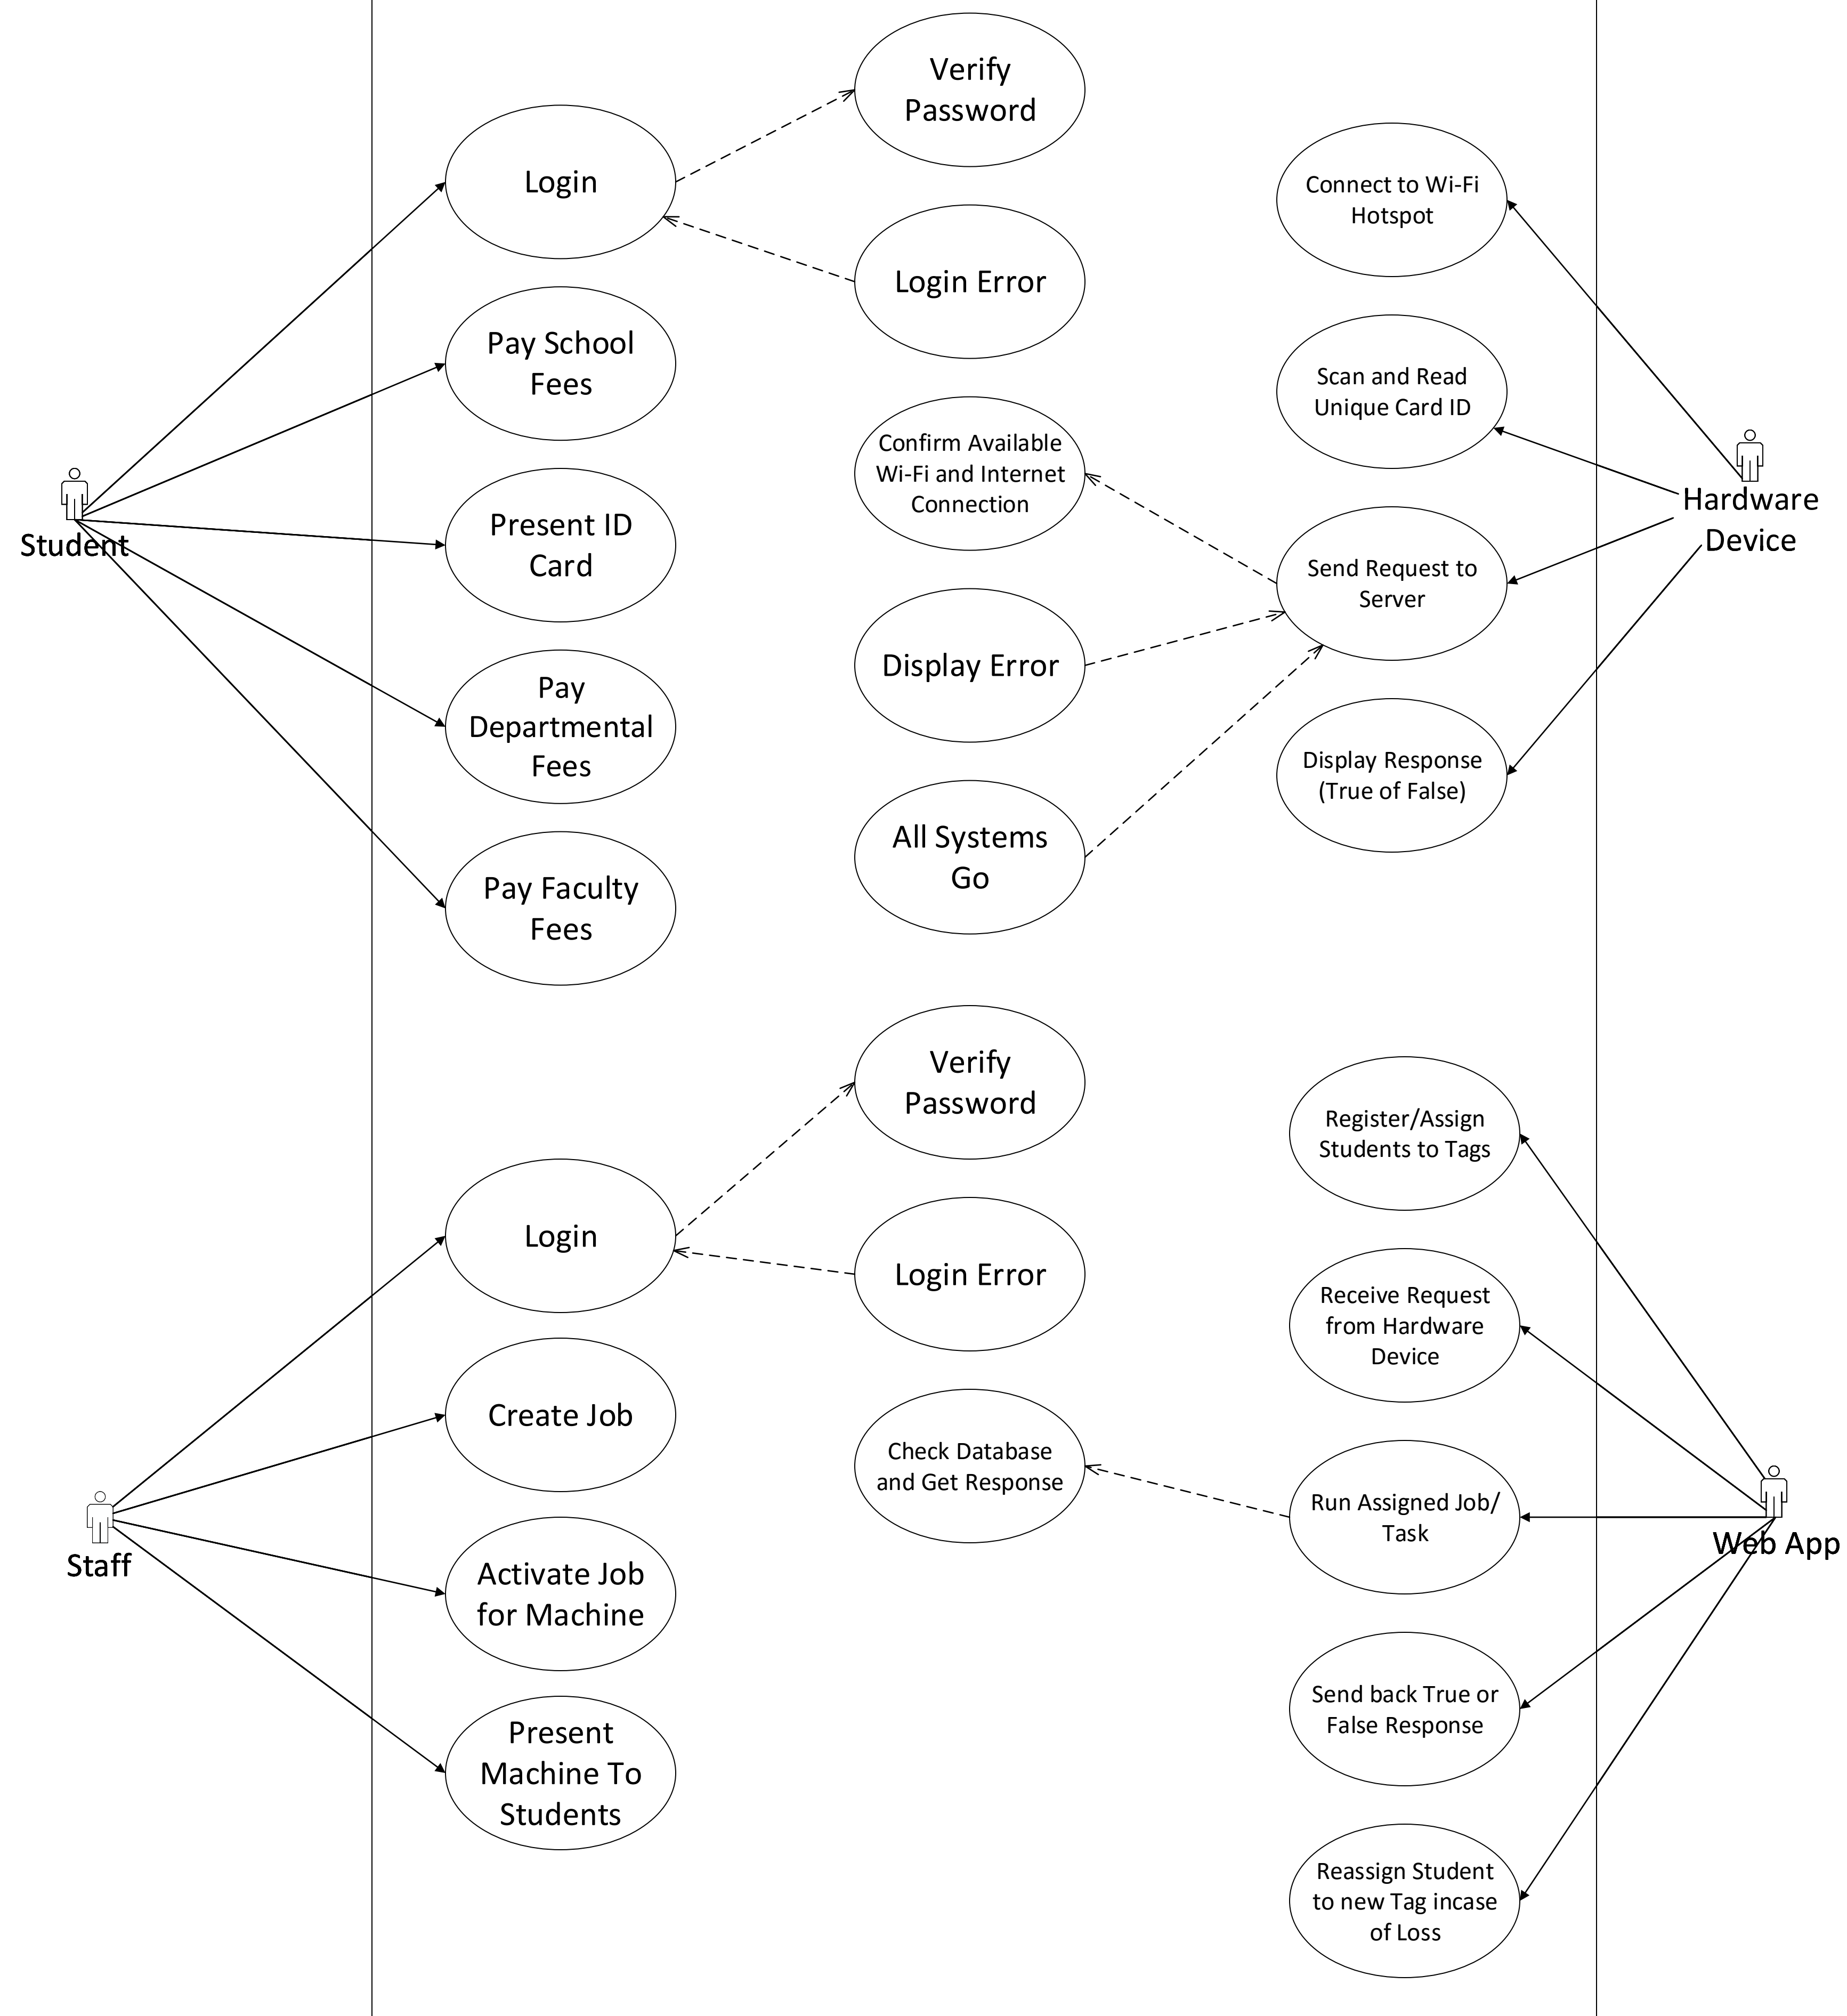 Verify
Password
Login
Connect to Wi-Fi
Hotspot
Login Error
Pay School
Fees
Scan and Read
Unique Card ID
Confirm Available
Wi-Fi and Internet
Connection
Hardware
Device
Student
Present ID
Card
Send Request to
Server
Display Error
Pay
Departmental
Fees
Display Response
(True of False)
All Systems
Go
Pay Faculty
Fees
Verify
Password
Register/Assign
Students to Tags
Login
Login Error
Receive Request
from Hardware
Device
Create Job
Check Database
and Get Response
Run Assigned Job/
Task
Web App
Staff
Activate Job
for Machine
Send back True or
False Response
Present
Machine To
Students
Reassign Student
to new Tag incase
of Loss